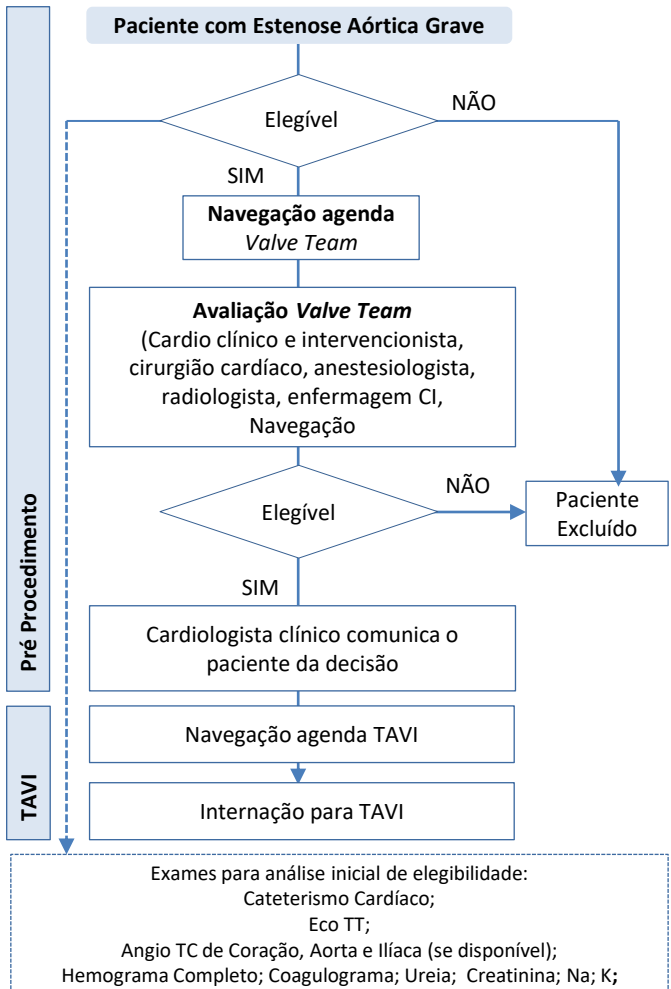 Paciente com Estenose Aórtica Grave
Elegível
NÃO
SIM
Navegação agenda
Valve Team
Avaliação Valve Team
(Cardio clínico e intervencionista,
cirurgião cardíaco, anestesiologista,
radiologista, enfermagem CI,
Navegação
Elegível
NÃO
Paciente
Excluído
SIM
Cardiologista clínico comunica o
paciente da decisão
Pré Procedimento
Navegação agenda TAVI
Internação para TAVI
TAVI
Exames para análise inicial de elegibilidade:
Cateterismo Cardíaco;
Eco TT;
Angio TC de Coração, Aorta e Ilíaca (se disponível);
Hemograma Completo; Coagulograma; Ureia; Creatinina; Na; K;